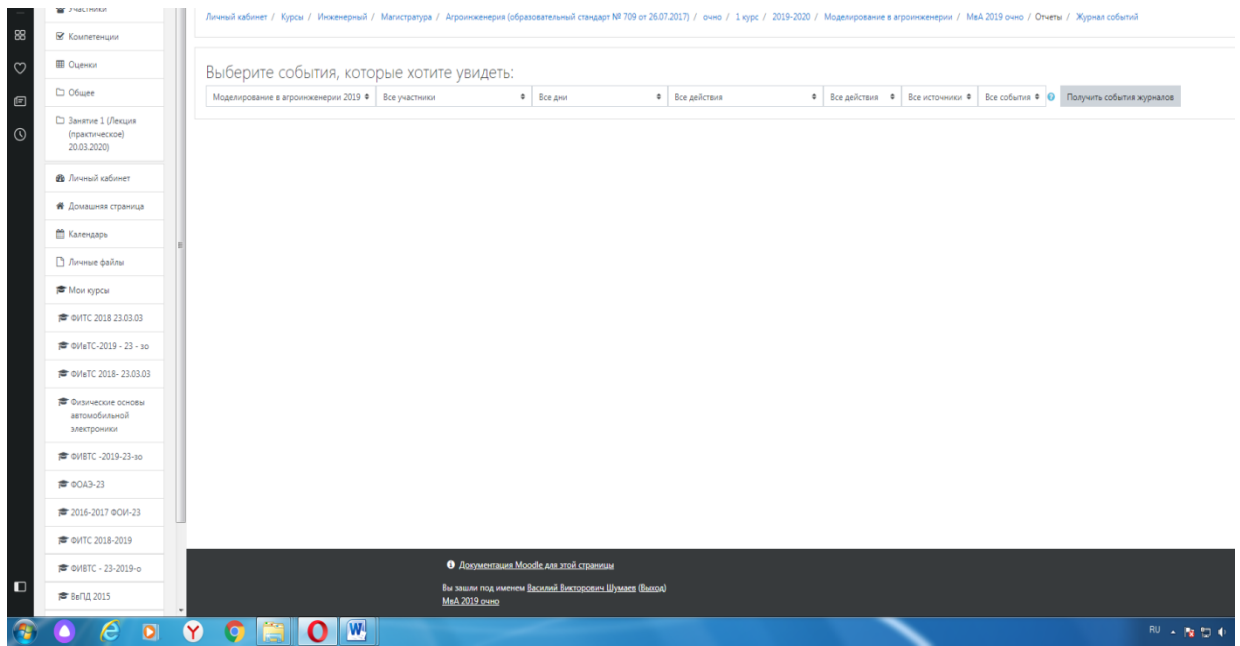 Участники
Компетенции
Оценки
Общее
Занятие 1 (Лекция
(практическое)
20.03.2020)
Личный кабинет
Домашняя страница
Календарь
Личные файлы
Мои курсы
ФИТС 2018 23.03.03
ФИвТС-2019 - 23 - зо
ФИвТС 2018- 23.03.03
Физические основы
автомобильной
электроники
ФИВТС -2019-23-зо
ФОАЭ-23
2016-2017 ФОИ-23
ФИТС 2018-2019
ФИВТС - 23-2019-о
ВвПД 2015
Личный кабинет / Курсы / Инженерный / Магистратура / Агроинженерия (образовательный стандарт № 709 от 26.07.2017) / очно / 1 курс / 2019-2020 / Моделирование в агроинженерии / МвА 2019 очно / Отчеты / Журнал событий
Выберите события, которые хотите увидеть:
Моделирование в агроинженерии 2019 Все участники Все дни Все действия Все действия Все источники Все события Получить события журналов
Документация Moodle для этой страницы
Вы зашли под именем Василий Викторович Шумаев (Выход)
МвА 2019 очно
RU